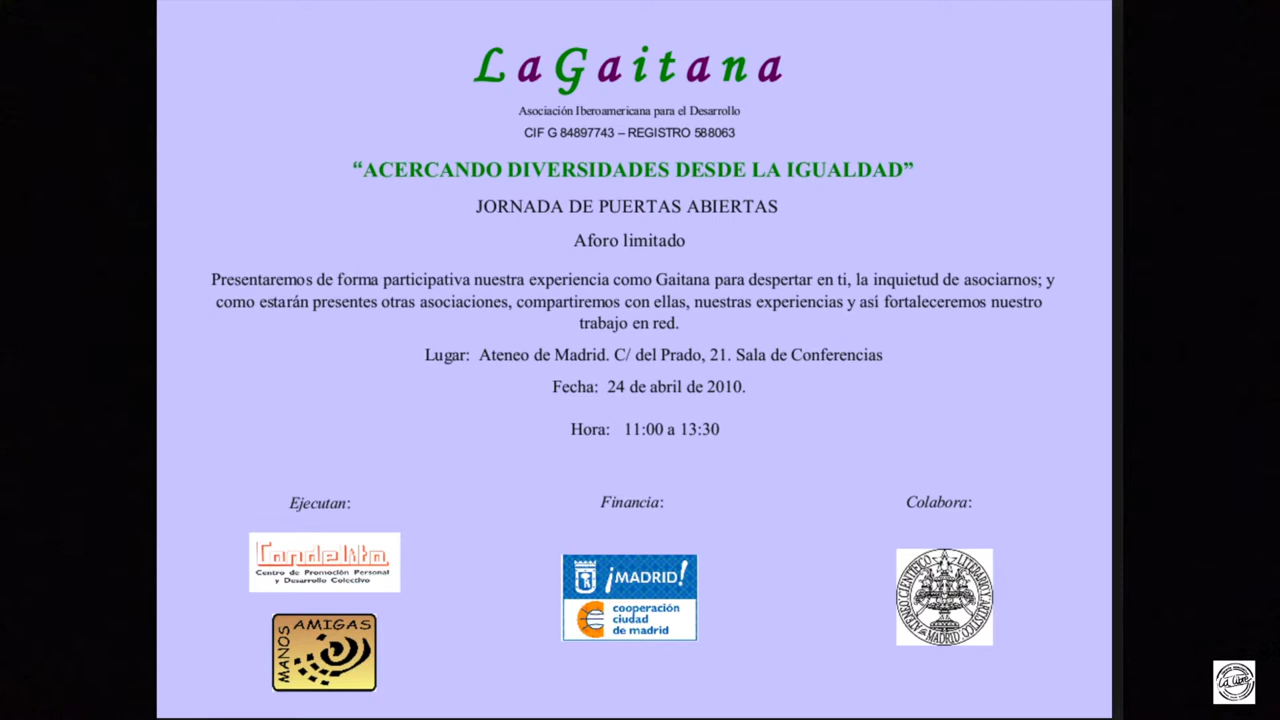 La Gaitana
Asociación Iberoamericana para el Desarrollo
CIF G 84897743 – REGISTRO 588063
“ACERCANDO DIVERSIDADES DESDE LA IGUALDAD”
JORNADA DE PUERTAS ABIERTAS
Aforo limitado
Presentaremos de forma participativa nuestra experiencia como Gaitana para despertar en ti, la inquietud de asociarnos; y
como estarán presentes otras asociaciones, compartiremos con ellas, nuestras experiencias y así fortaleceremos nuestro
trabajo en red.
Lugar: Ateneo de Madrid. C/ del Prado, 21. Sala de Conferencias
Fecha: 24 de abril de 2010.
Hora: 11:00 a 13:30
Ejecutan:
Financia:
Colabora:
Candelita
Centro de Promoción Personal
y Desarrollo Colectivo
MANOS AMIGAS
¡MADRID!
cooperación
ciudad
de madrid
ATENEO CIENTIFICO LITERARIO Y ARTISTICO
MADRID